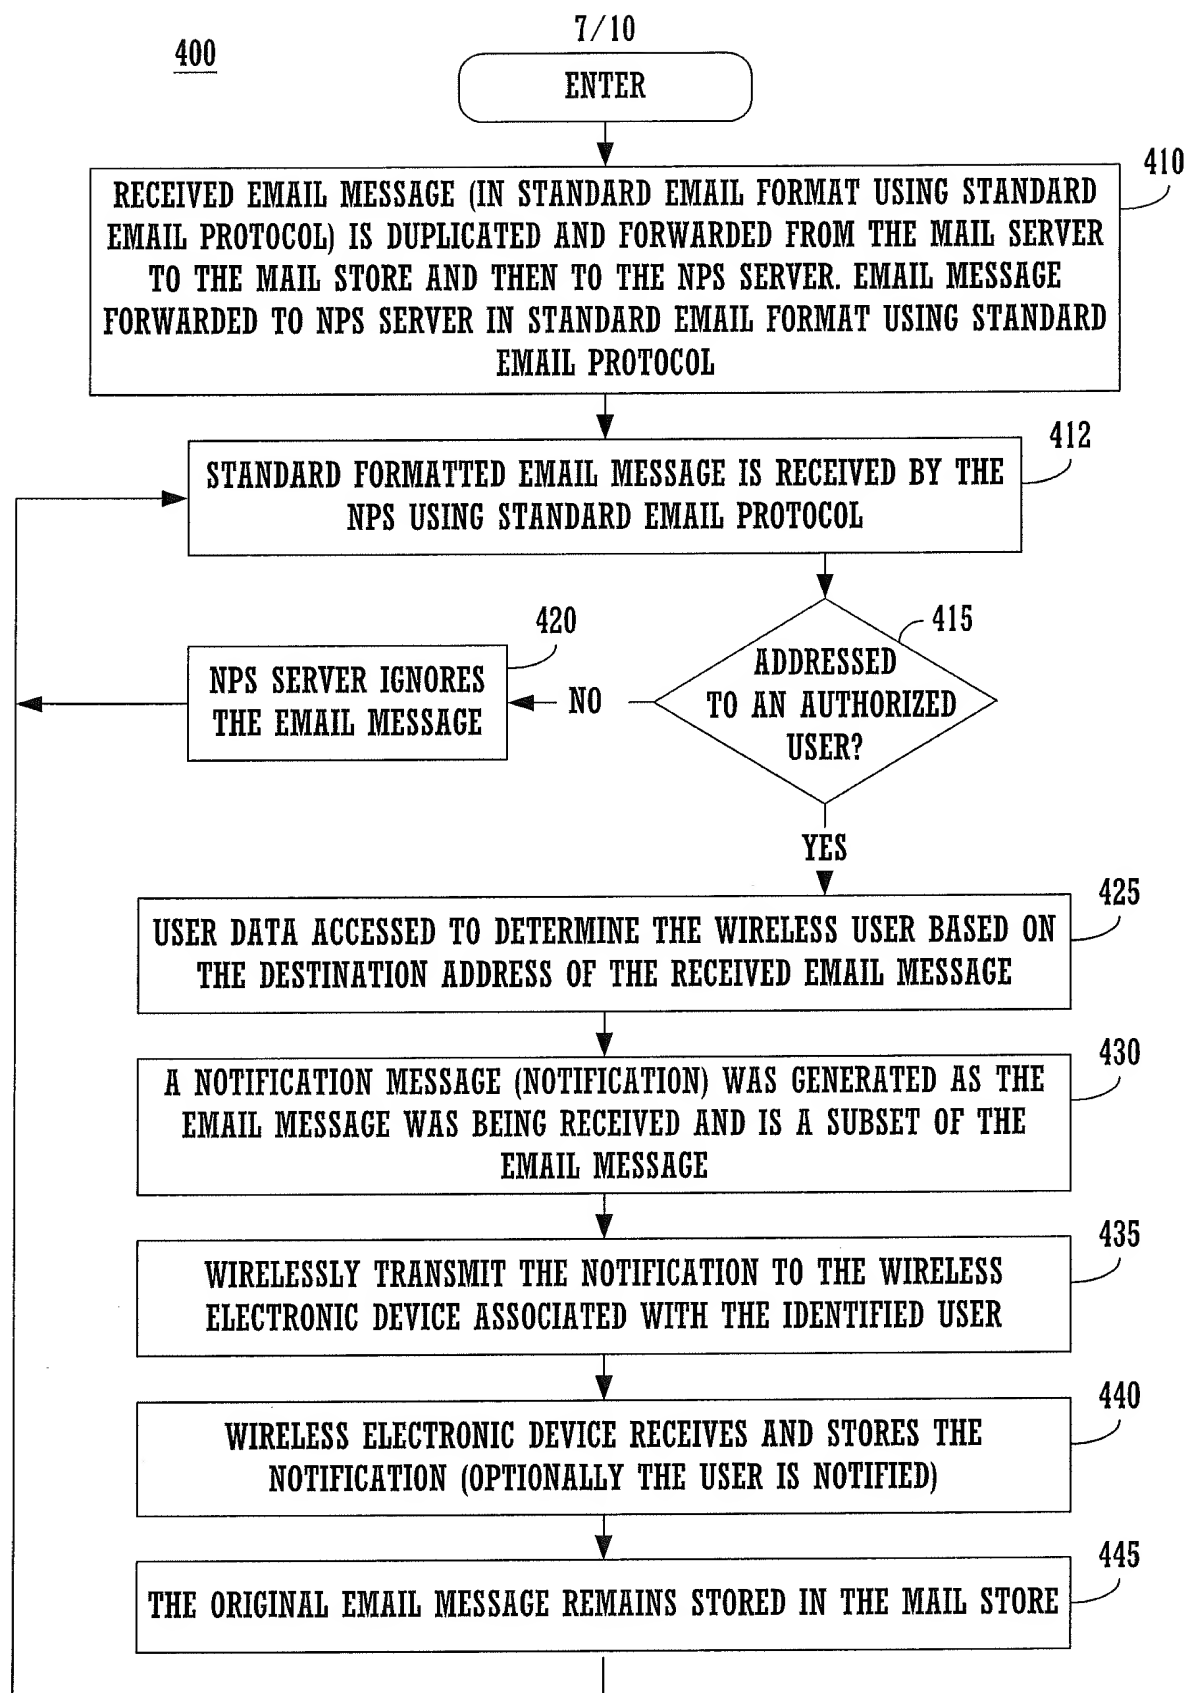 7/10
400
ENTER
410
RECEIVED EMAIL MESSAGE (IN STANDARD EMAIL FORMAT USING STANDARD
EMAIL PROTOCOL) IS DUPLICATED AND FORWARDED FROM THE MAIL SERVER
TO THE MAIL STORE AND THEN TO THE NPS SERVER. EMAIL MESSAGE
FORWARDED TO NPS SERVER IN STANDARD EMAIL FORMAT USING STANDARD
EMAIL PROTOCOL
412
STANDARD FORMATTED EMAIL MESSAGE IS RECEIVED BY THE
NPS USING STANDARD EMAIL PROTOCOL
420
NPS SERVER IGNORES
THE EMAIL MESSAGE
NO
415
ADDRESSED
TO AN AUTHORIZED
USER?
YES
425
USER DATA ACCESSED TO DETERMINE THE WIRELESS USER BASED ON
THE DESTINATION ADDRESS OF THE RECEIVED EMAIL MESSAGE
430
A NOTIFICATION MESSAGE (NOTIFICATION) WAS GENERATED AS THE
EMAIL MESSAGE WAS BEING RECEIVED AND IS A SUBSET OF THE
EMAIL MESSAGE
435
WIRELESSLY TRANSMIT THE NOTIFICATION TO THE WIRELESS
ELECTRONIC DEVICE ASSOCIATED WITH THE IDENTIFIED USER
440
WIRELESS ELECTRONIC DEVICE RECEIVES AND STORES THE
NOTIFICATION (OPTIONALLY THE USER IS NOTIFIED)
445
THE ORIGINAL EMAIL MESSAGE REMAINS STORED IN THE MAIL STORE